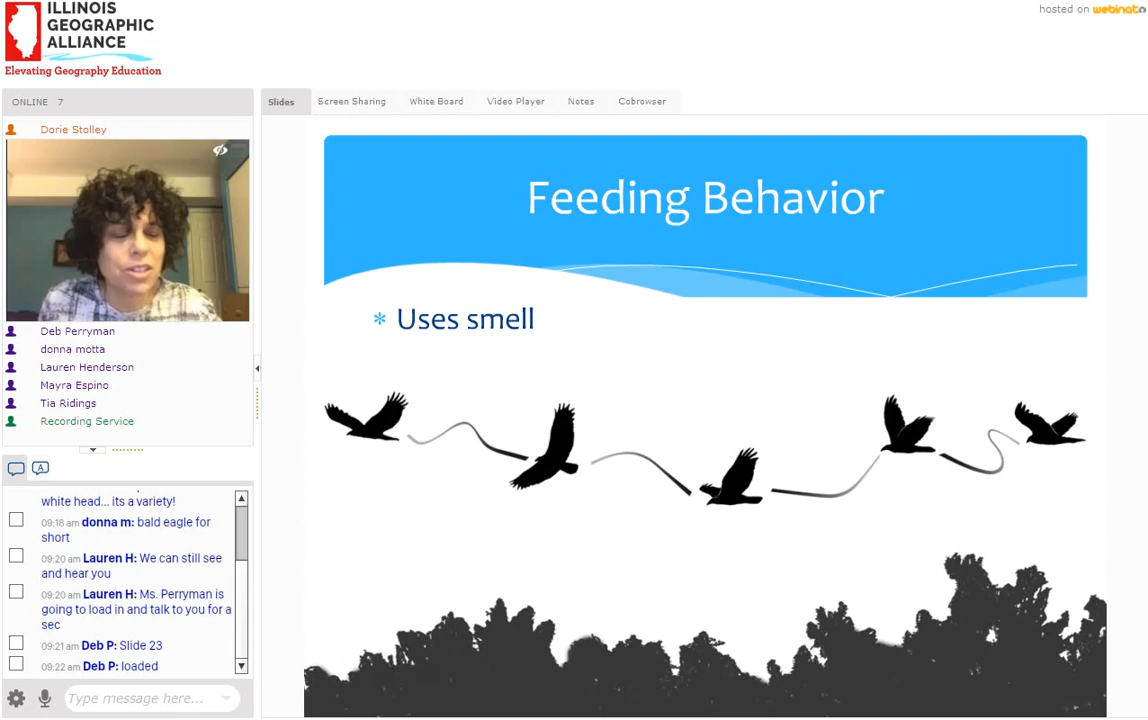 ILLINOIS
GEOGRAPHIC
ALLIANCE
Elevating Geography Education
hosted on webinato
ONLINE 7
Dorie Stolley
Deb Perryman
donna motta
Lauren Henderson
Mayra Espino
Tia Ridings
Recording Service
A
white head... its a variety!
09:18 am donna m: bald eagle for
short
09:20 am Lauren H: We can still see
and hear you
09:20 am Lauren H: Ms. Perryman is
going to load in and talk to you for a
sec
09:21 am Deb P: Slide 23
09:22 am Deb P: loaded
Type message here...
Slides Screen Sharing White Board Video Player Notes Cobrowser
Feeding Behavior
* Uses smell